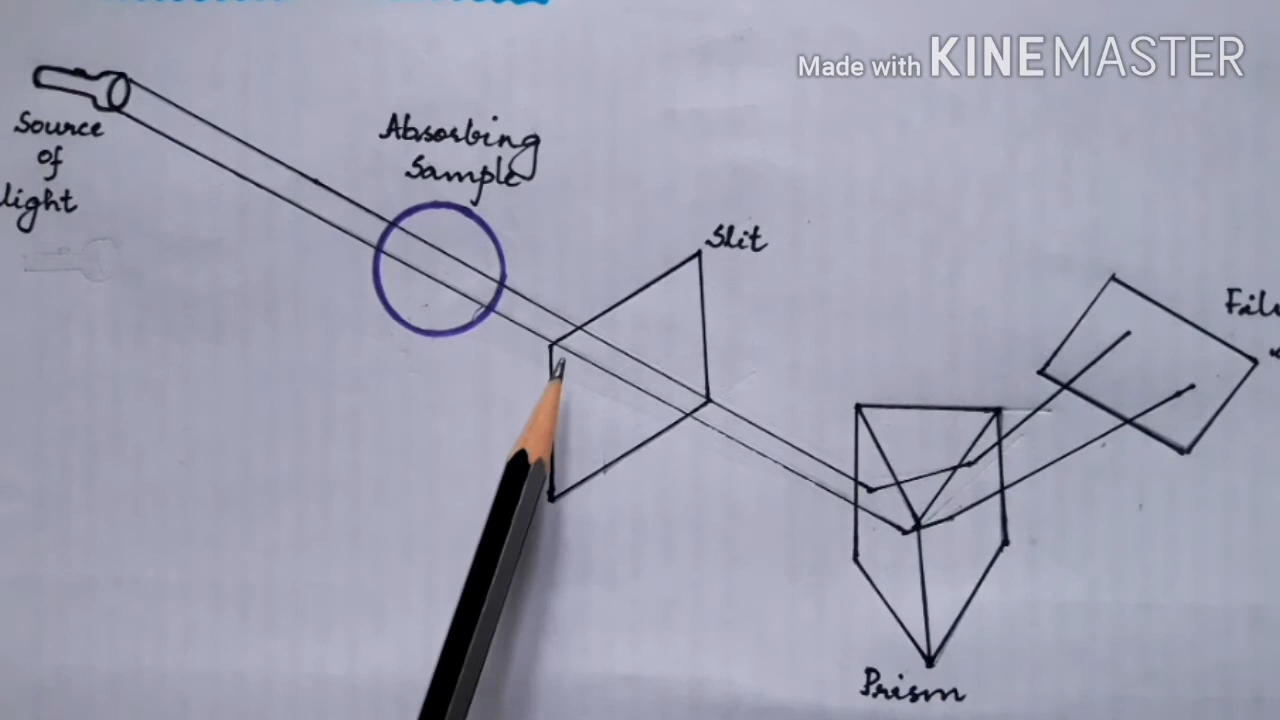 Made with KINEMASTER
Source
of
light
Absorbing
Sample
Slit
Prism